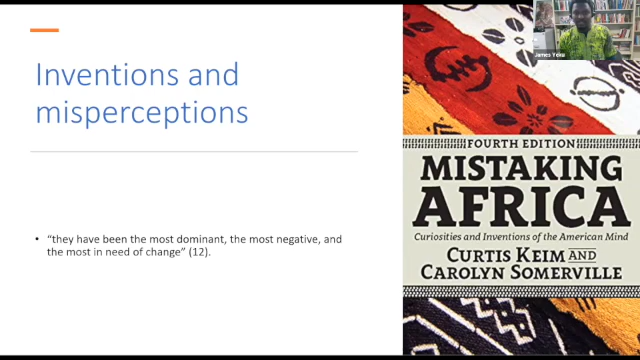 Inventions and
misperceptions
• “they have been the most dominant, the most negative, and
the most in need of change” (12).
James Yeku
FOURTH EDITION
MISTAKING
AFRICA
Curiosities and Inventions of the American Mind
CURTIS KEIM AND
CAROLYN SOMERVILLE